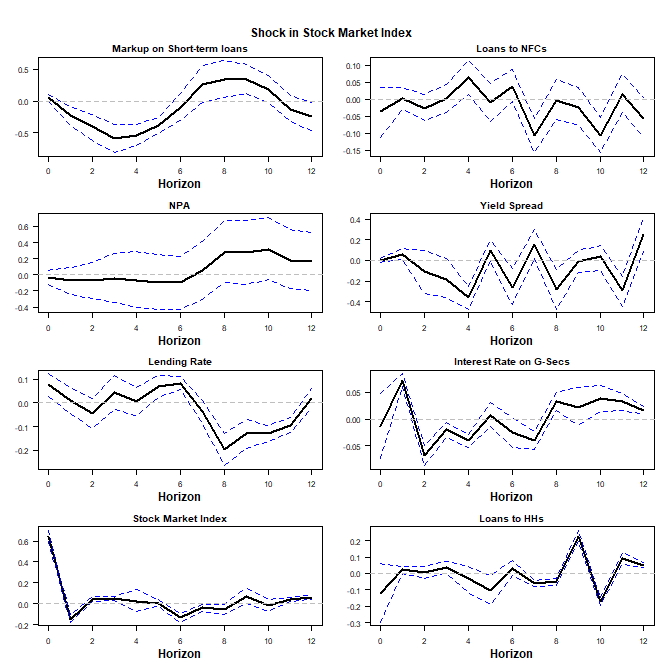 Shock in Stock Market Index
Markup on Short-term loans
0.5
0.0
-0.5
0 2 4 6 8 10 12
Horizon
Loans to NFCs
0.10
0.05
0.00
-0.05
-0.10
-0.15
0 2 4 6 8 10 12
Horizon
NPA
0.6
0.4
0.2
0.0
-0.2
-0.4
0 2 4 6 8 10 12
Horizon
Yield Spread
0.4
0.2
0.0
-0.2
-0.4
0 2 4 6 8 10 12
Horizon
Lending Rate
0.1
0.0
-0.1
-0.2
0 2 4 6 8 10 12
Horizon
Interest Rate on G-Secs
0.05
0.00
-0.05
0 2 4 6 8 10 12
Horizon
Stock Market Index
0.6
0.4
0.2
0.0
-0.2
0 2 4 6 8 10 12
Horizon
Loans to HHs
0.2
0.1
0.0
-0.1
-0.2
-0.3
0 2 4 6 8 10 12
Horizon